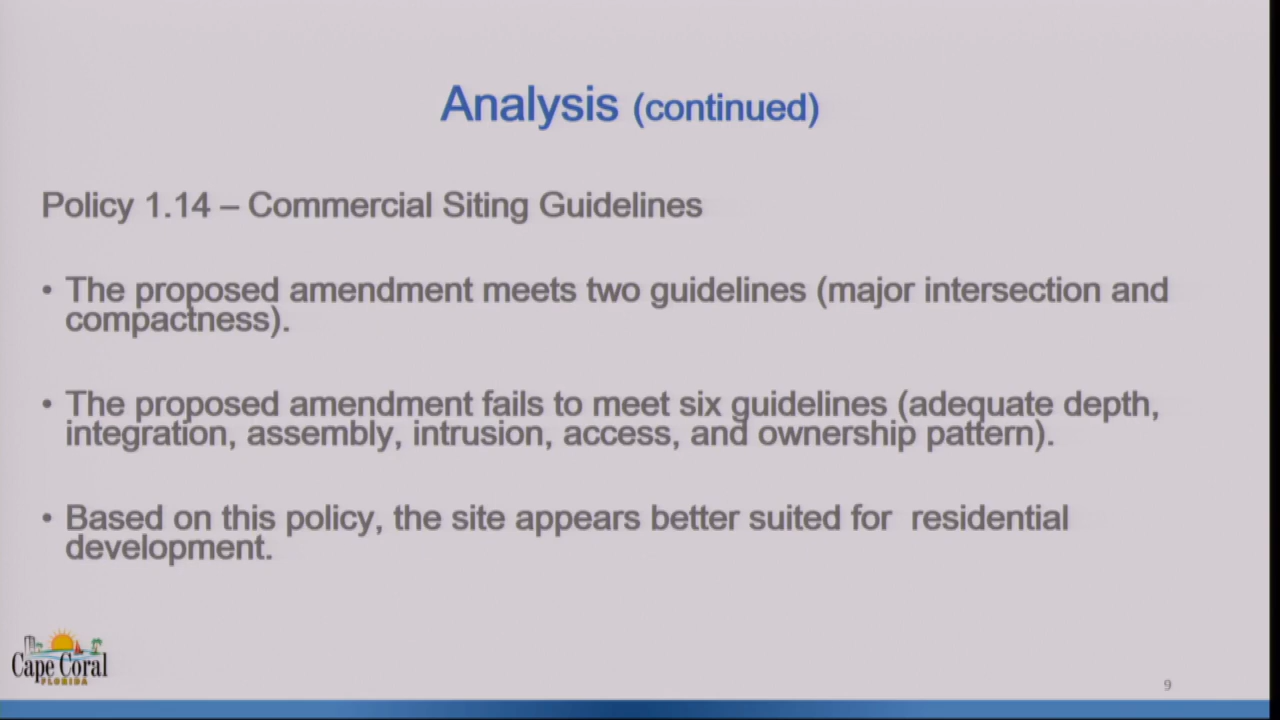 Analysis (continued)
Policy 1.14 – Commercial Siting Guidelines
• The proposed amendment meets two guidelines (major intersection and
compactness).
• The proposed amendment fails to meet six guidelines (adequate depth,
integration, assembly, intrusion, access, and ownership pattern).
• Based on this policy, the site appears better suited for  residential
development.
Cape Coral
FLORIDA
9